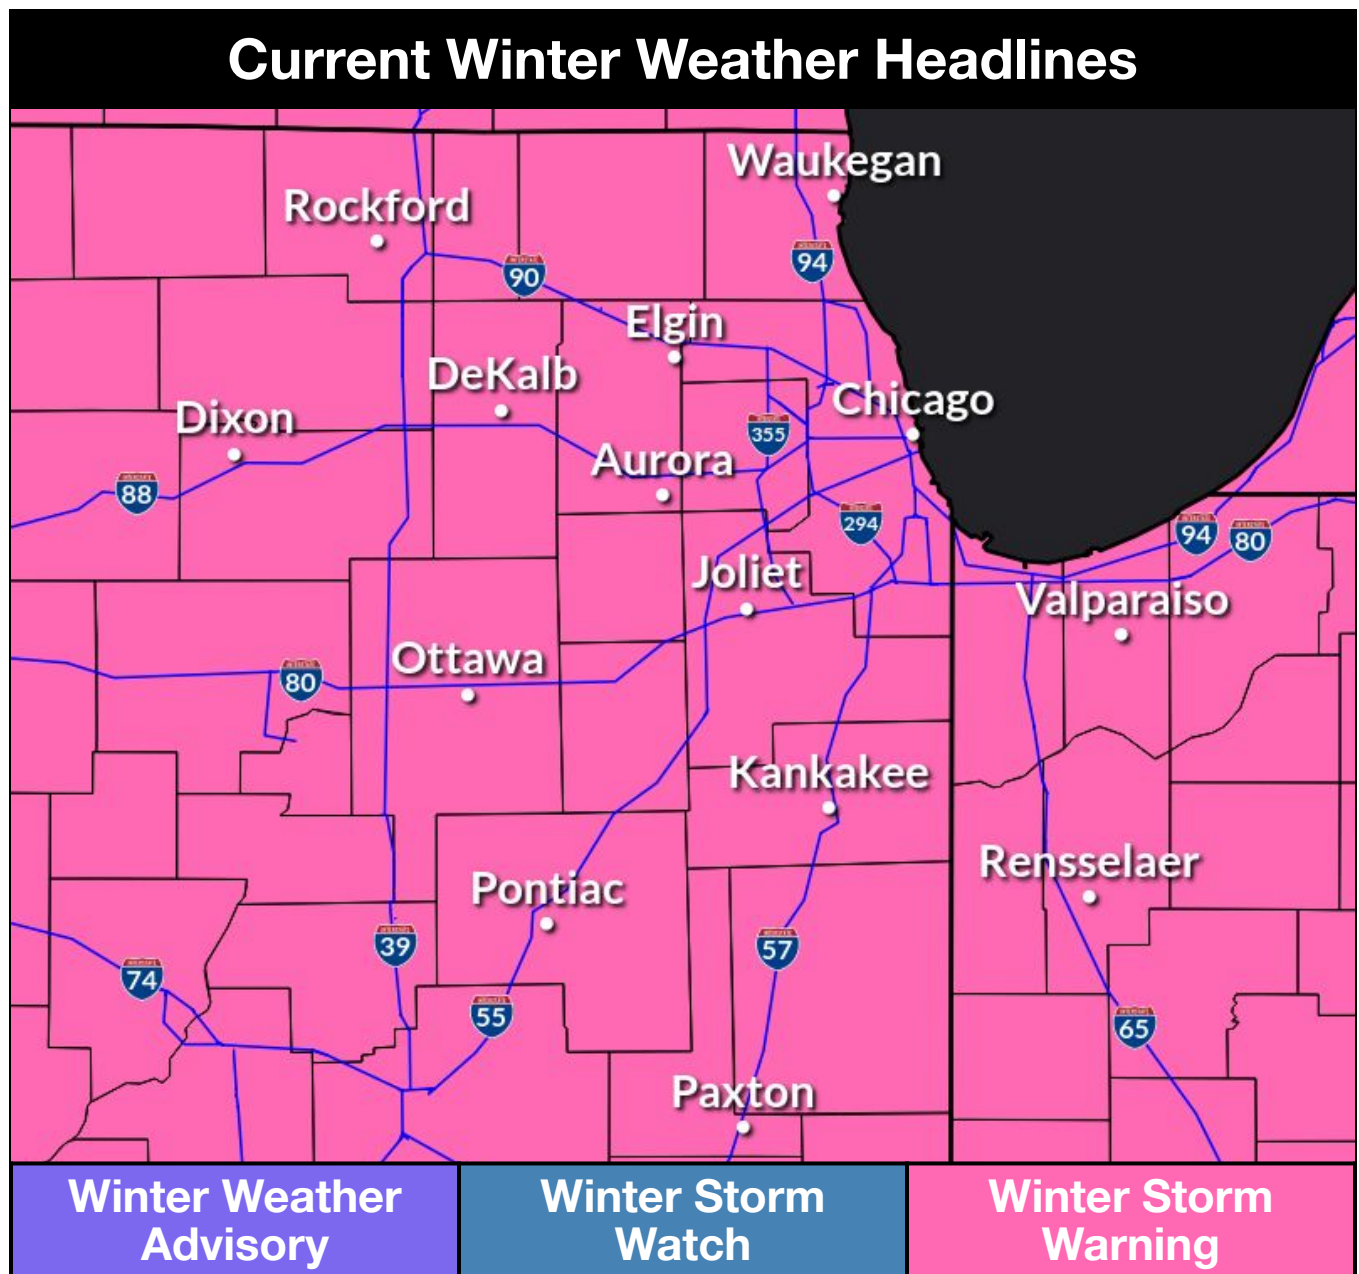 Current Winter Weather Headlines
Waukegan
Rockford
94
90
Elgin
DeKalb
Chicago
Dixon
355
Aurora
88
294
94
80
Joliet
Valparaiso
Ottawa
80
Kankakee
Rensselaer
Pontiac
39
57
74
55
65
Paxton
Winter Weather
Advisory
Winter Storm
Watch
Winter Storm
Warning